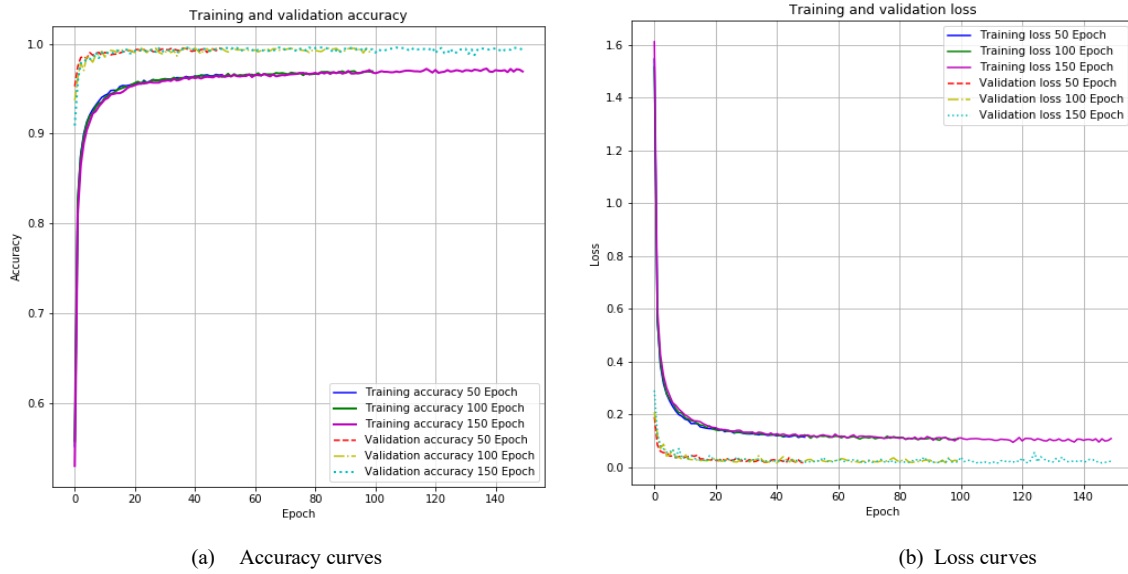 Training and validation accuracy
1.0
0.9
0.8
0.7
0.6
Accuracy
0
20
40
60
80
100
120
140
Epoch
Training accuracy 50 Epoch
Training accuracy 100 Epoch
Training accuracy 150 Epoch
Validation accuracy 50 Epoch
Validation accuracy 100 Epoch
Validation accuracy 150 Epoch
(a) Accuracy curves
Training and validation loss
1.6
1.4
1.2
1.0
0.8
0.6
0.4
0.2
0.0
Loss
0
20
40
60
80
100
120
140
Epoch
Training loss 50 Epoch
Training loss 100 Epoch
Training loss 150 Epoch
Validation loss 50 Epoch
Validation loss 100 Epoch
Validation loss 150 Epoch
(b) Loss curves